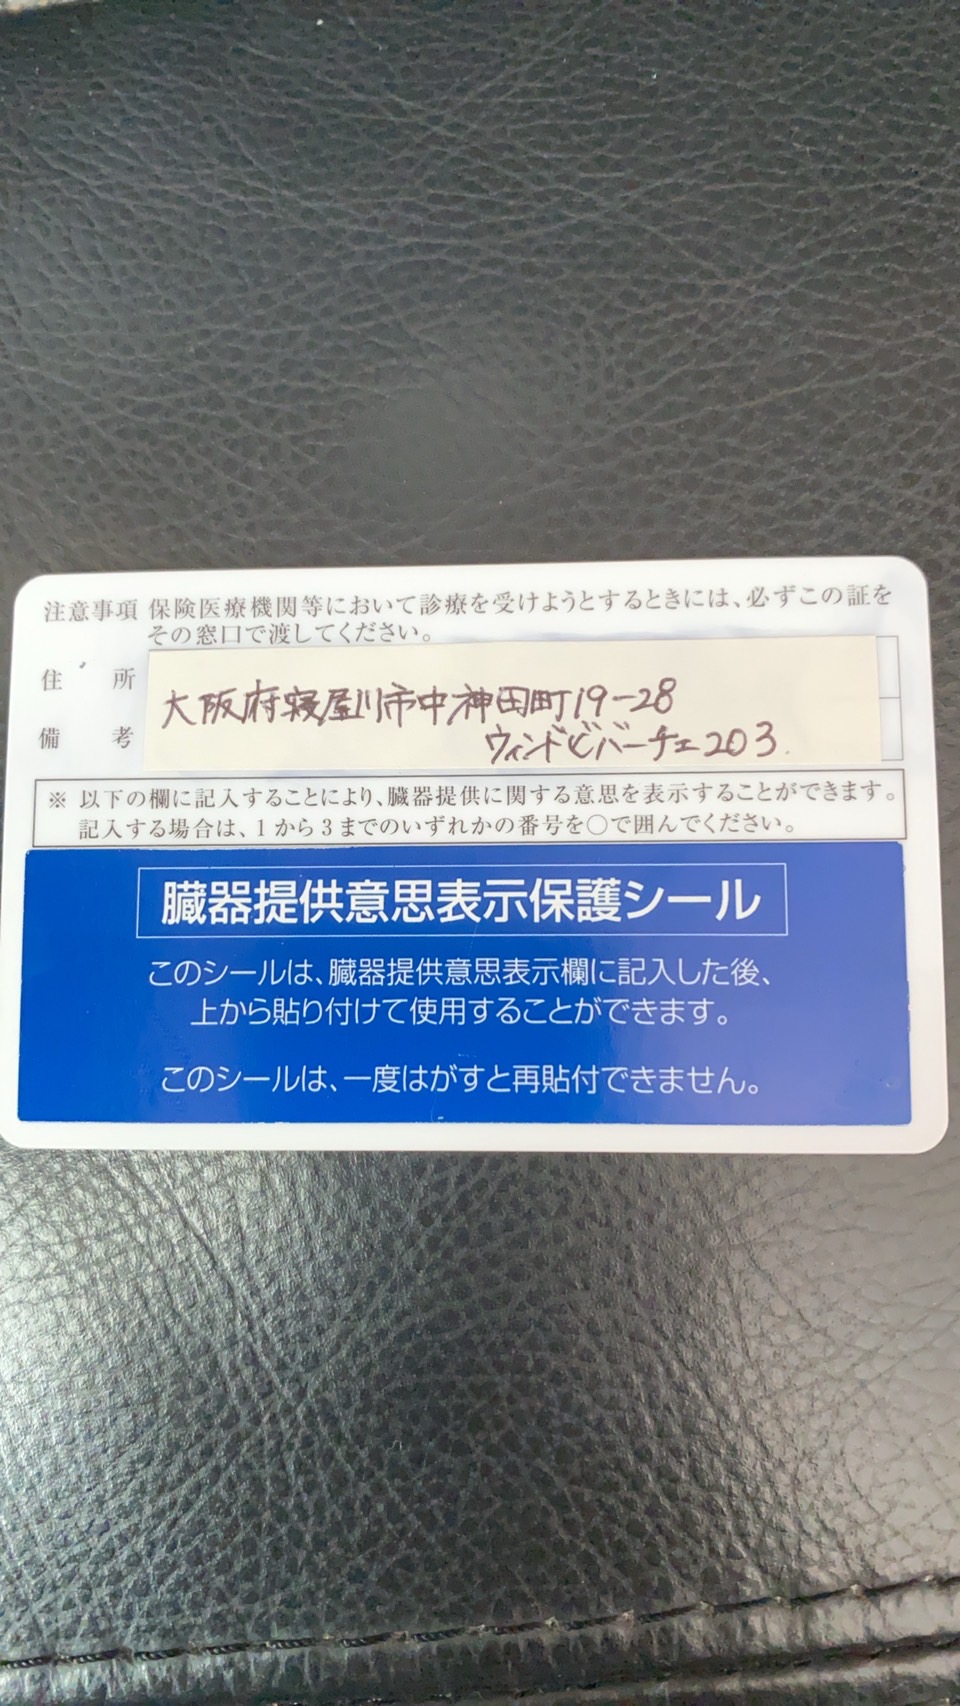 注意事項 保険医療機関等において診療を受けようとするときには、必ずこの証を
その窓口で渡してください。
住所
大阪府寝屋川市中神田町19-28
備考
ウィンドビバーチェ203
※ 以下の欄に記入することにより、臓器提供に関する意思を表示することができます。
記入する場合は、1から3までのいずれかの番号を○で囲んでください。
臓器提供意思表示保護シール
このシールは、臓器提供意思表示欄に記入した後、
上から貼り付けて使用することができます。
このシールは、一度はがすと再貼付できません。